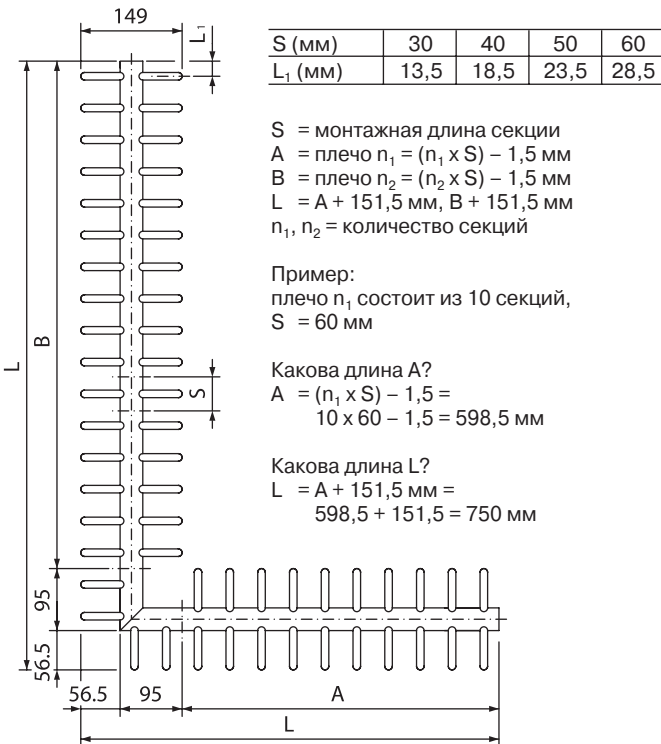 149
L₁
S (мм) 30 40 50 60
L₁ (мм) 13,5 18,5 23,5 28,5
S = монтажная длина секции
A = плечо n₁ = (n₁ x S) – 1,5 мм
B = плечо n₂ = (n₂ x S) – 1,5 мм
L = A + 151,5 мм, B + 151,5 мм
n₁, n₂ = количество секций
Пример:
плечо n₁ состоит из 10 секций,
S = 60 мм
Какова длина A?
A = (n₁ x S) – 1,5 =
10 x 60 – 1,5 = 598,5 мм
Какова длина L?
L = A + 151,5 мм =
598,5 + 151,5 = 750 мм
L
B
S
95
56.5
56.5 95 A
L